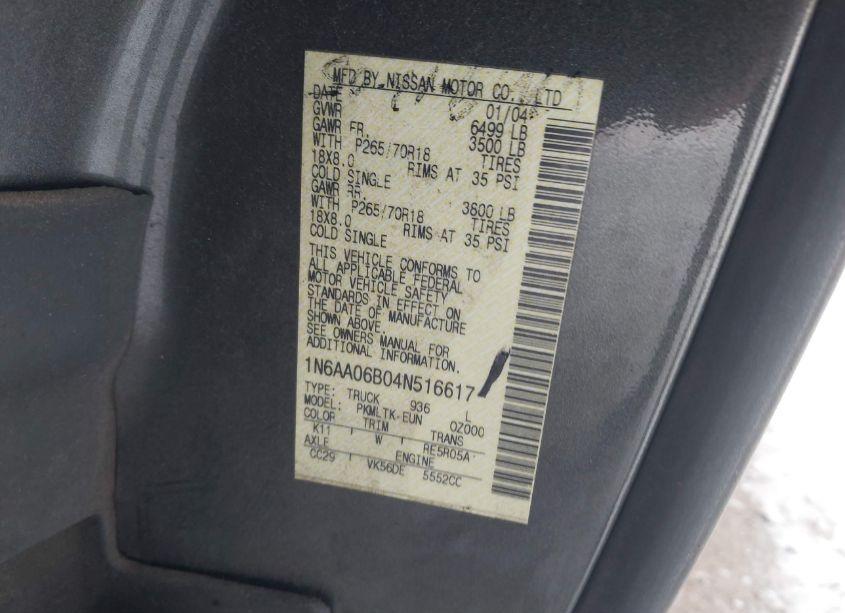 MFD BY NISSAN MOTOR CO., LTD
DATE 01/04
GVWR 6499 LB
GAWR FR. 3500 LB
WITH P265/70R18 TIRES
18X8.0 RIMS AT 35 PSI
COLD SINGLE
GAWR RR. 3800 LB
WITH P265/70R18 TIRES
18X8.0 RIMS AT 35 PSI
COLD SINGLE
THIS VEHICLE CONFORMS TO
ALL APPLICABLE FEDERAL
MOTOR VEHICLE SAFETY
STANDARDS IN EFFECT ON
THE DATE OF MANUFACTURE
SHOWN ABOVE.
SEE OWNERS MANUAL FOR
ADDITIONAL INFORMATION.
1N6AA06B04N516617
TYPE: TRUCK 936 L
MODEL: PKMLTK-EUN 0Z000
COLOR TRIM TRANS
K11 W RE5R05A
AXLE ENGINE
CC29 VK56DE 5552CC